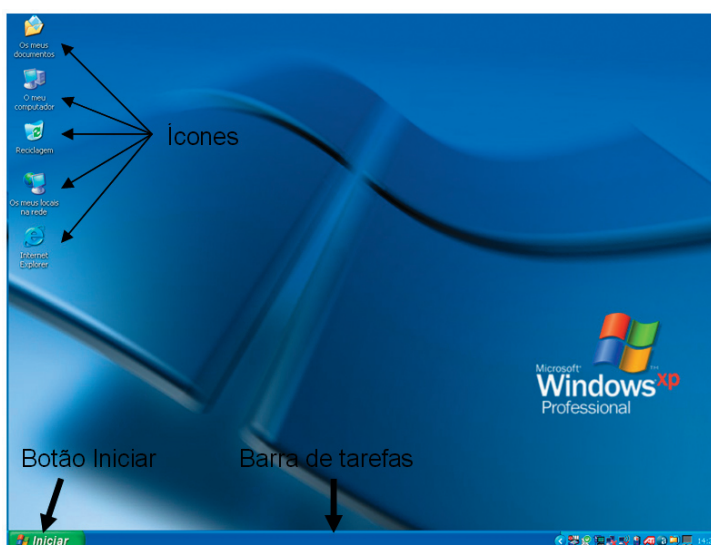 Os meus
documentos
O meu
computador
Reciclagem
Ícones
Os meus locais
na rede
Internet
Explorer
Microsoft
Windows xp
Professional
Botão Iniciar
Barra de tarefas
Iniciar